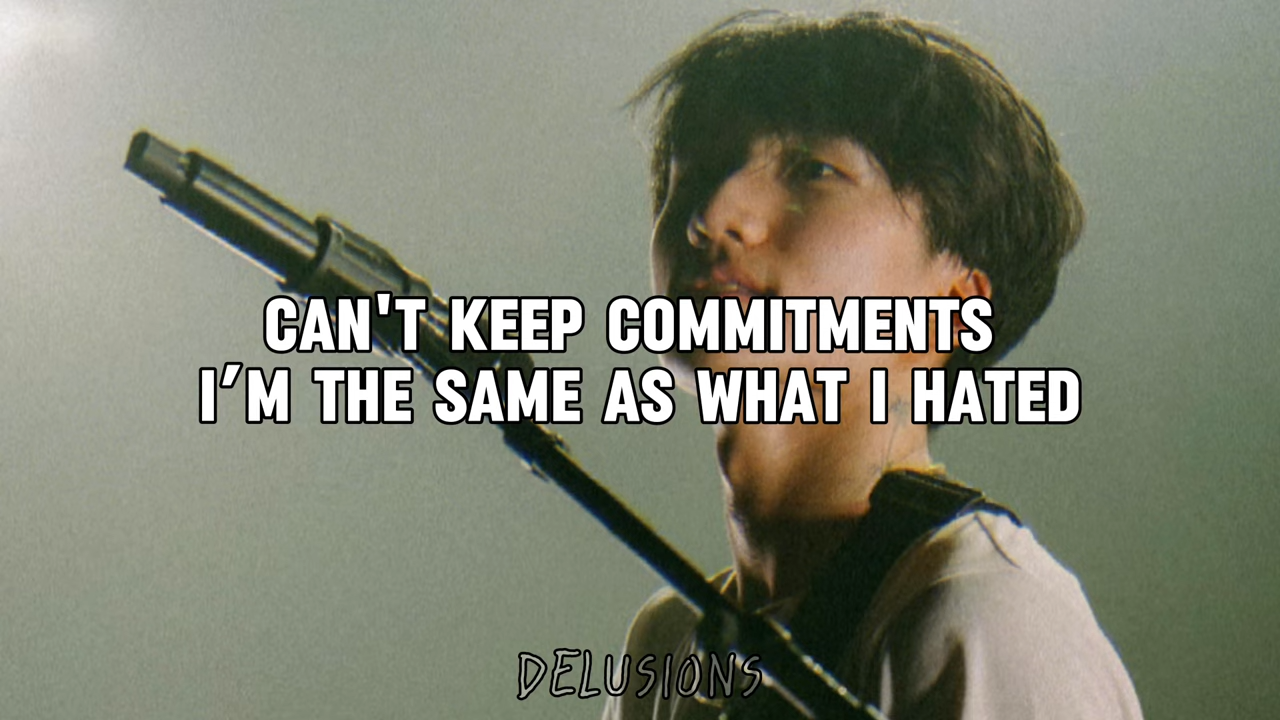 CAN'T KEEP COMMITMENTS
I'M THE SAME AS WHAT I HATED
DELUSIONS